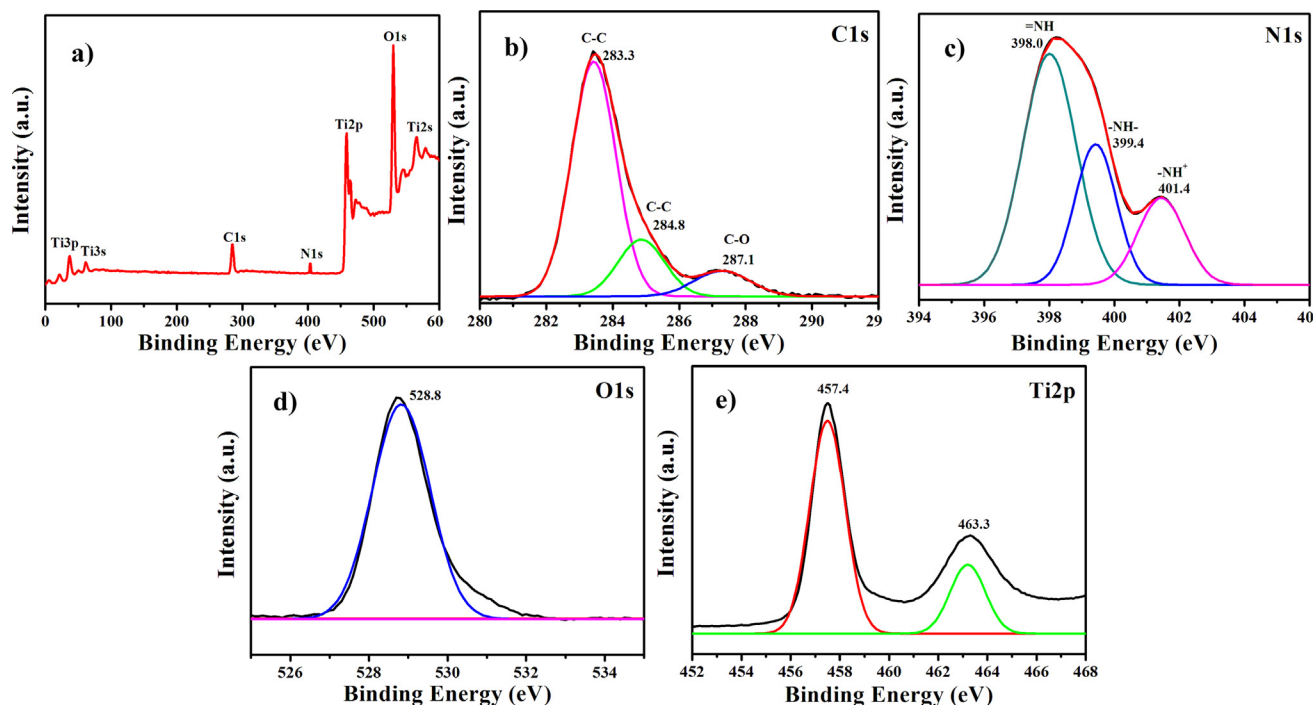 a)
O1s
Ti2p
Ti2s
Ti3p
Ti3s
C1s
N1s
Intensity (a.u.)
0 100 200 300 400 500 60
Binding Energy (eV)
b)
C1s
C-C
283.3
C-C
284.8
C-O
287.1
Intensity (a.u.)
280 282 284 286 288 290 29
Binding Energy (eV)
c)
N1s
=NH
398.0
-NH-
399.4
-NH+
401.4
Intensity (a.u.)
394 396 398 400 402 404 40
Binding Energy (eV)
d)
O1s
528.8
Intensity (a.u.)
526 528 530 532 534
Binding Energy (eV)
e)
Ti2p
457.4
463.3
Intensity (a.u.)
452 454 456 458 460 462 464 466 468
Binding Energy (eV)